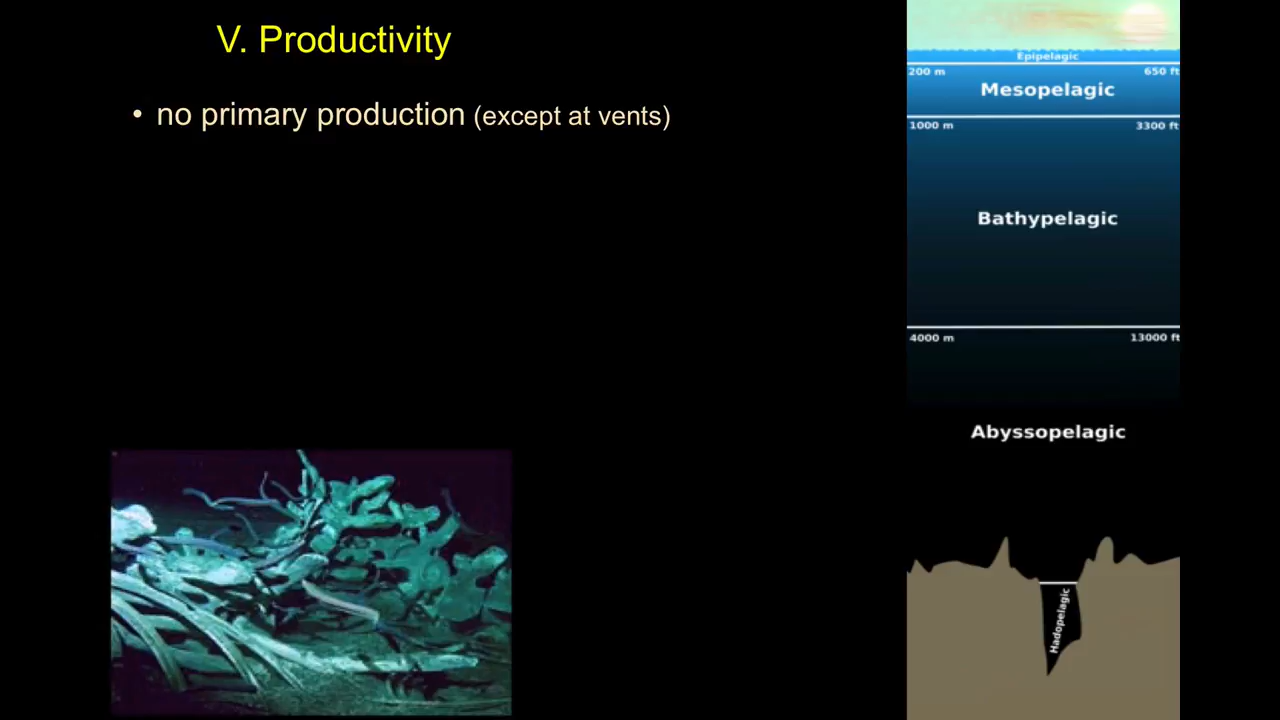 V. Productivity
• no primary production (except at vents)
Epipelagic
200 m 650 ft
Mesopelagic
1000 m 3300 ft
Bathypelagic
4000 m 13000 ft
Abyssopelagic
Hadopelagic